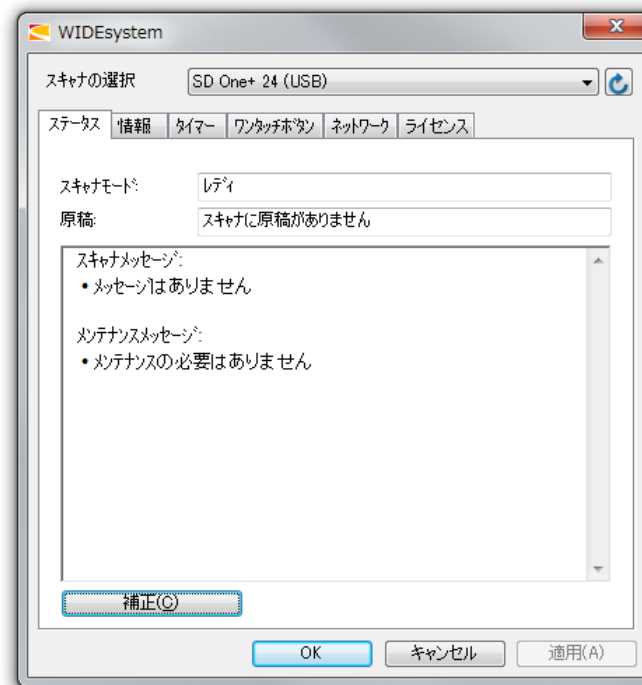 WIDEsystem
スキャナの選択 SD One+ 24 (USB)
ステータス 情報 タイマー ワンタッチボタン ネットワーク ライセンス
スキャナモード: レディ
原稿: スキャナに原稿がありません
スキャナメッセージ:
• メッセージはありません
メンテナンスメッセージ:
• メンテナンスの必要はありません
補正(C)
OK キャンセル 適用(A)